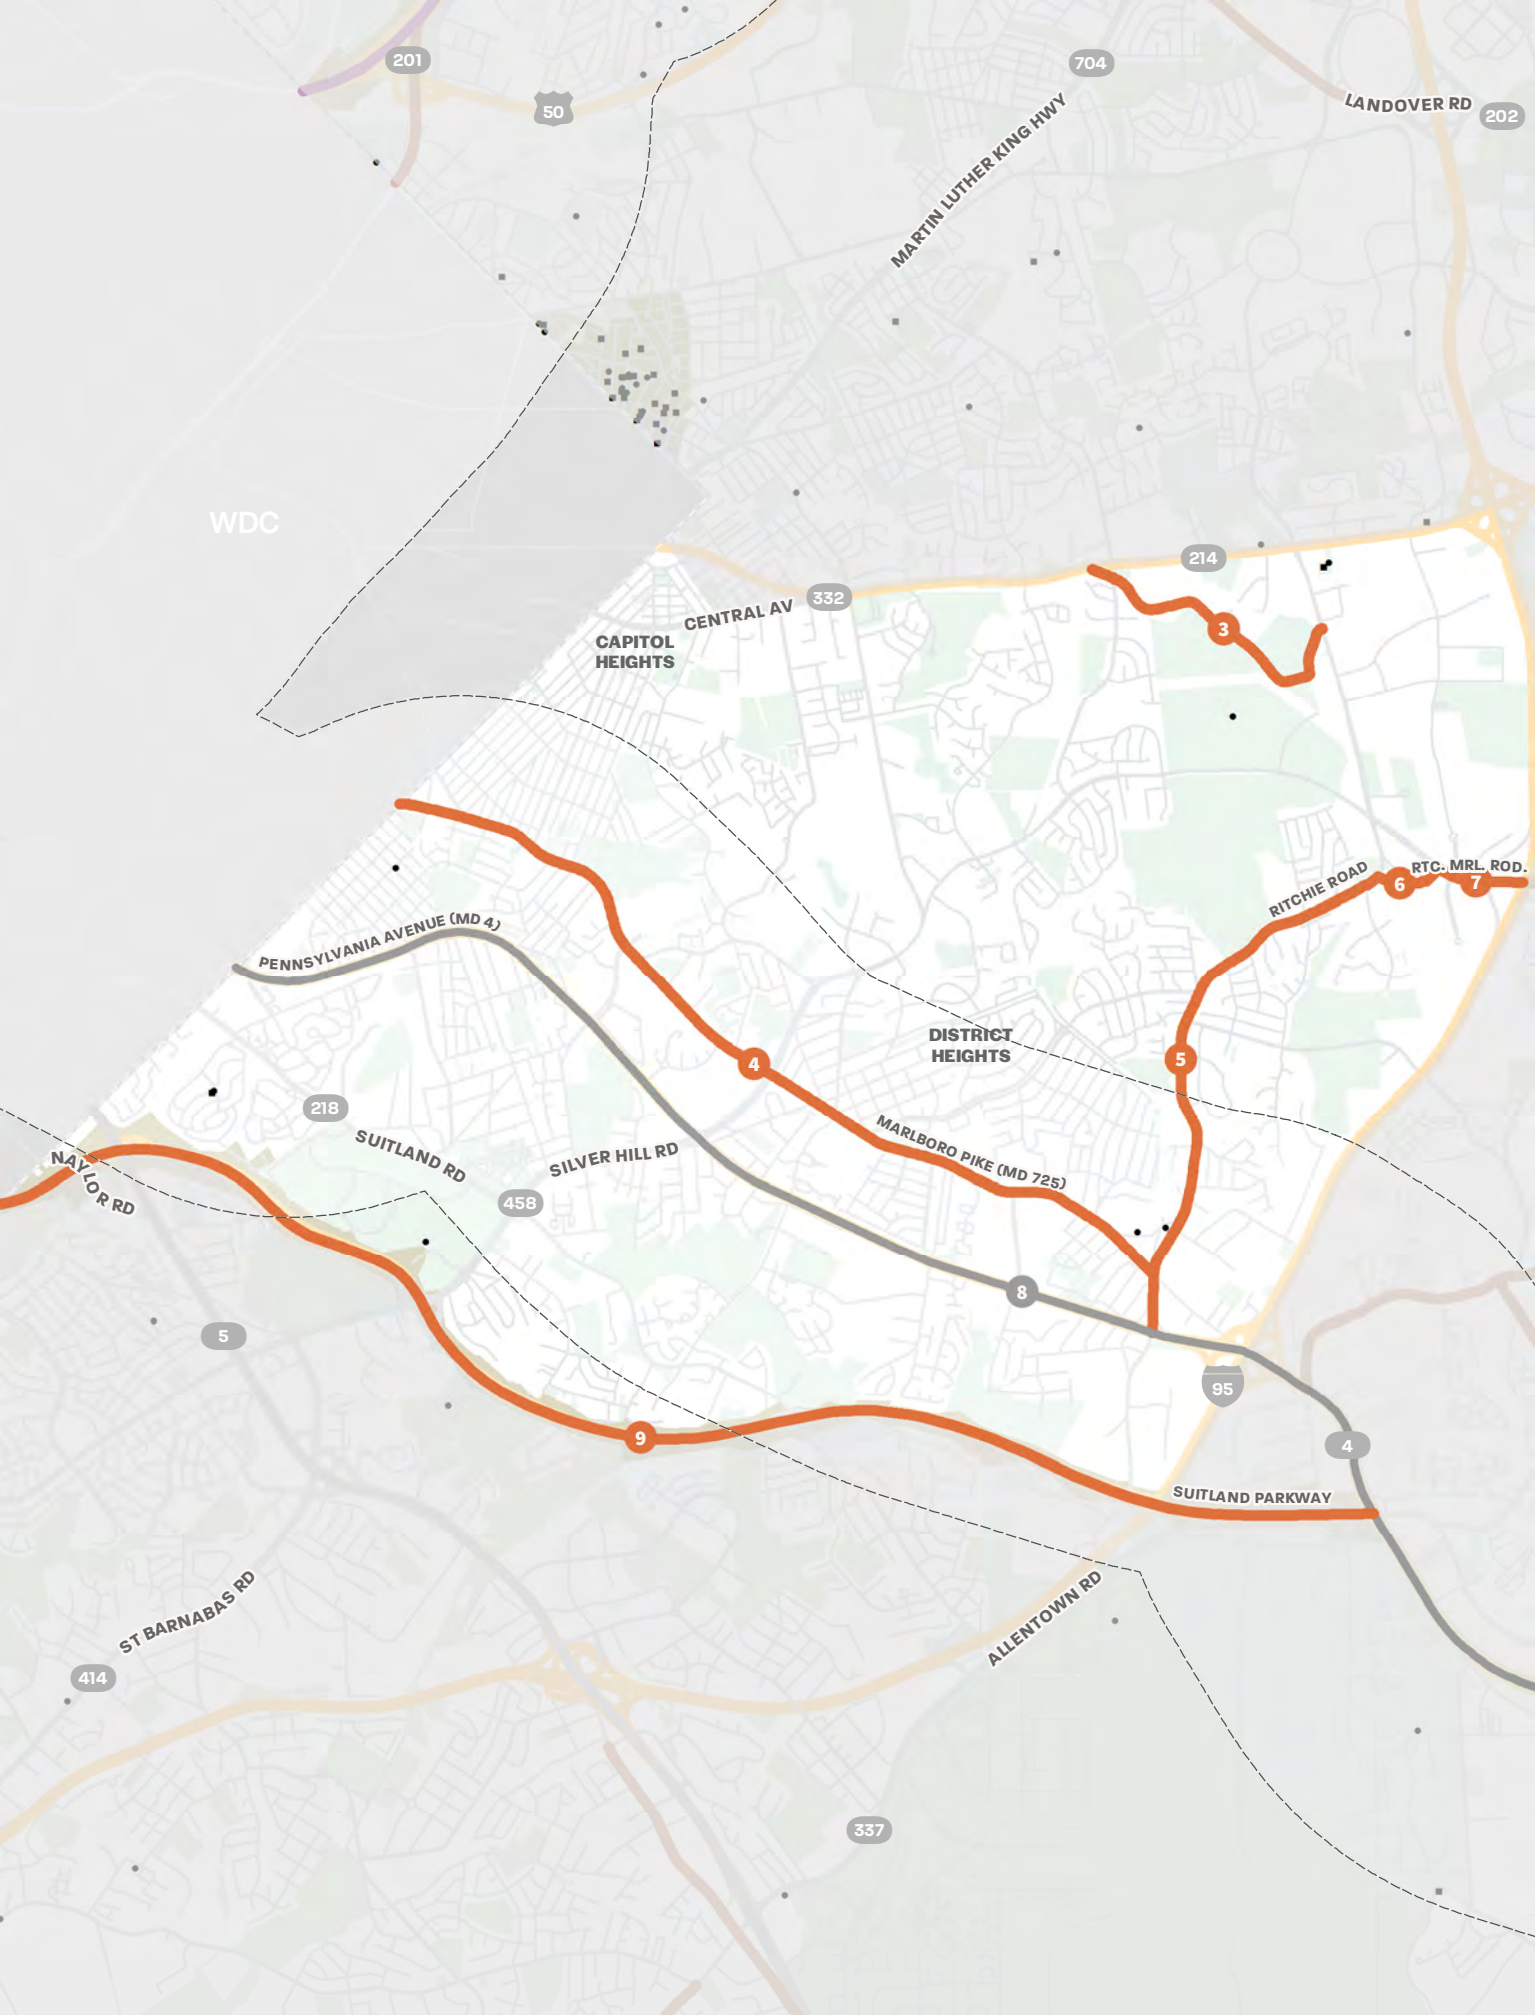 201
704
50
LANDOVER RD
202
MARTIN LUTHER KING HWY
WDC
214
332
CENTRAL AV
CAPITOL
HEIGHTS
3
RITCHIE ROAD
RTC. MRL. ROD.
6
7
PENNSYLVANIA AVENUE (MD 4)
DISTRICT
HEIGHTS
4
5
218
SUITLAND RD
SILVER HILL RD
MARLBORO PIKE (MD 725)
NAYLOR RD
458
8
5
95
9
4
SUITLAND PARKWAY
ST BARNABAS RD
ALLENTOWN RD
414
337